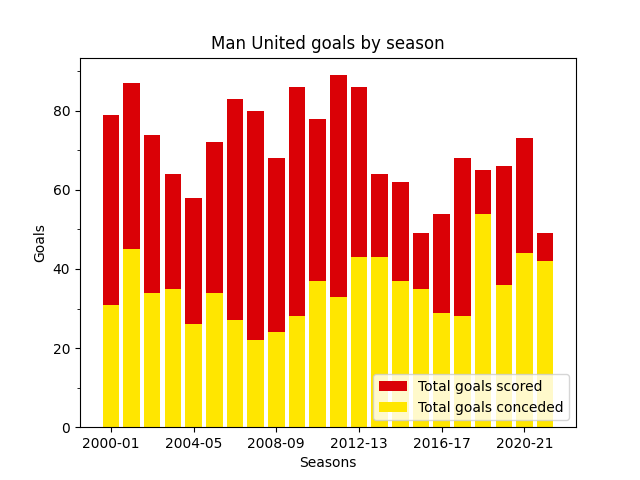 Man United goals by season
Goals
80
60
40
20
0
Total goals scored
Total goals conceded
2000-01 2004-05 2008-09 2012-13 2016-17 2020-21
Seasons